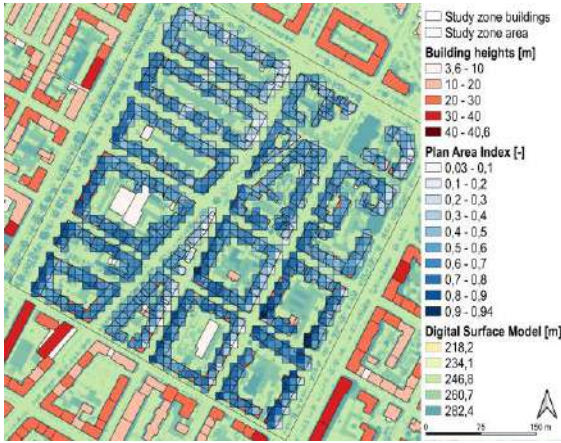 Study zone buildings
Study zone area
Building heights [m]
3,6 - 10
10 - 20
20 - 30
30 - 40
40 - 40,6
Plan Area Index [-]
0,03 - 0,1
0,1 - 0,2
0,2 - 0,3
0,3 - 0,4
0,4 - 0,5
0,5 - 0,6
0,6 - 0,7
0,7 - 0,8
0,8 - 0,9
0,9 - 0.94
Digital Surface Model [m]
218,2
234,1
246,8
260,7
282,4
0 75 150 m